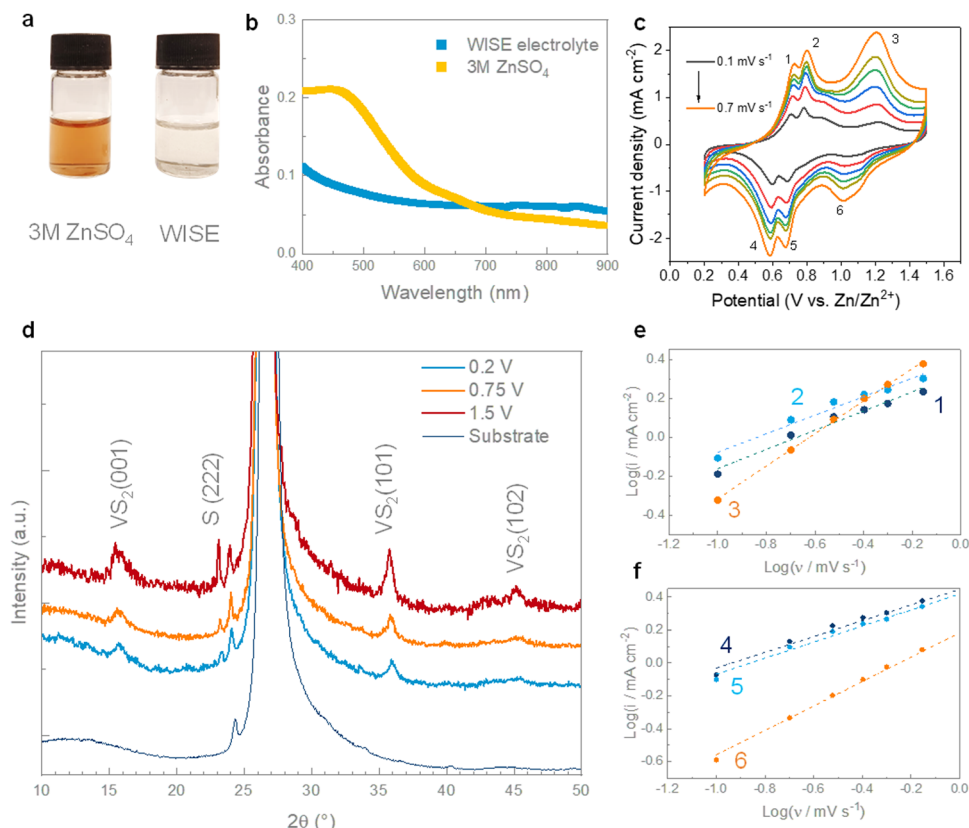 a
3M ZnSO₄
WISE
b
WISE electrolyte
3M ZnSO₄
Absorbance
0.3
0.2
0.1
0.0
400
500
600
700
800
900
Wavelength (nm)
c
0.1 mV s⁻¹
0.7 mV s⁻¹
1
2
3
4
5
6
Current density (mA cm⁻²)
2
1
0
-1
-2
0.2
0.4
0.6
0.8
1.0
1.2
1.4
1.6
Potential (V vs. Zn/Zn²⁺)
d
0.2 V
0.75 V
1.5 V
Substrate
VS₂(001)
S (222)
VS₂(101)
VS₂(102)
Intensity (a.u.)
10
15
20
25
30
35
40
45
50
2θ (°)
e
1
2
3
Log(i / mA cm⁻²)
0.4
0.2
0.0
-0.2
-0.4
-1.2
-1.0
-0.8
-0.6
-0.4
-0.2
0.0
Log(ν / mV s⁻¹)
f
4
5
6
Log(i / mA cm⁻²)
0.4
0.2
0.0
-0.2
-0.4
-0.6
-1.2
-1.0
-0.8
-0.6
-0.4
-0.2
0.0
Log(ν / mV s⁻¹)